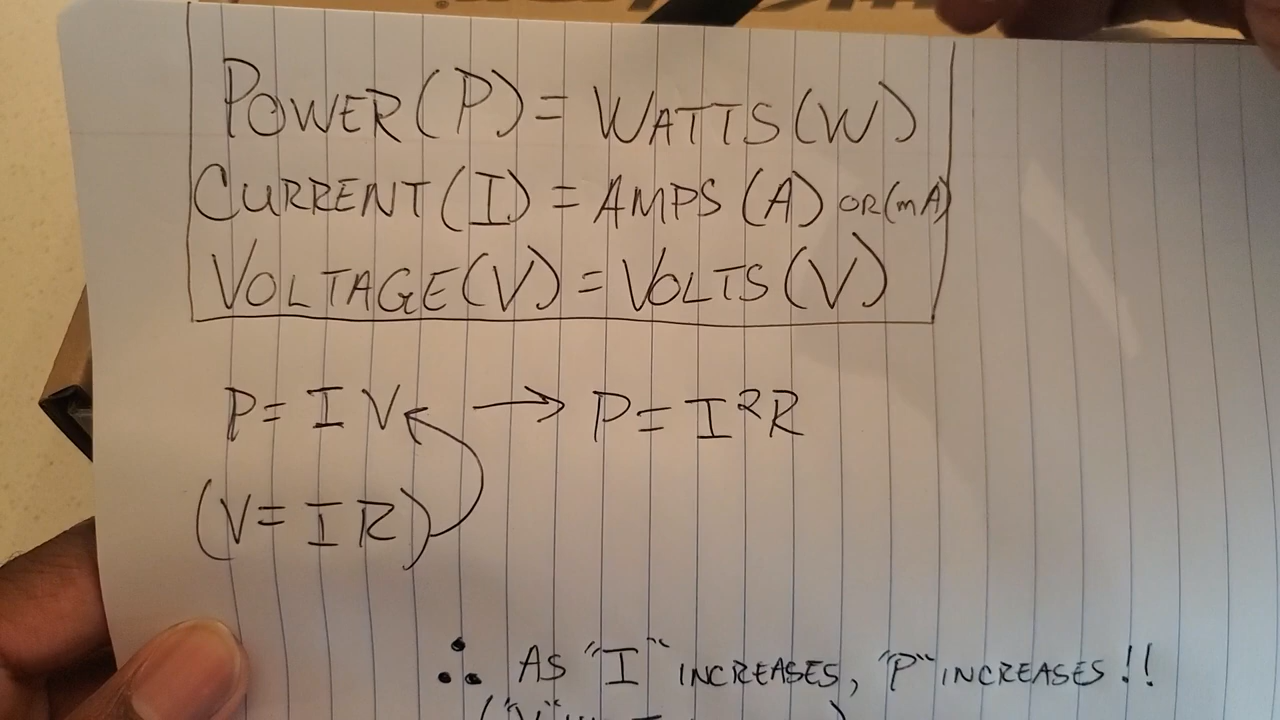 POWER(P) = WATTS(W)
CURRENT(I) = AMPS (A) OR(mA)
VOLTAGE(V) = VOLTS(V)
P = IV → P = I²R
(V = IR)
∴ AS "I" INCREASES, "P" INCREASES!!